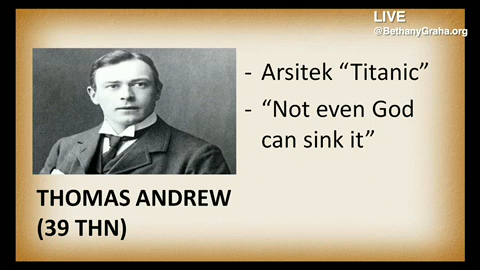 LIVE
@BethanyGraha.org
- Arsitek “Titanic”
- “Not even God
can sink it”
THOMAS ANDREW
(39 THN)